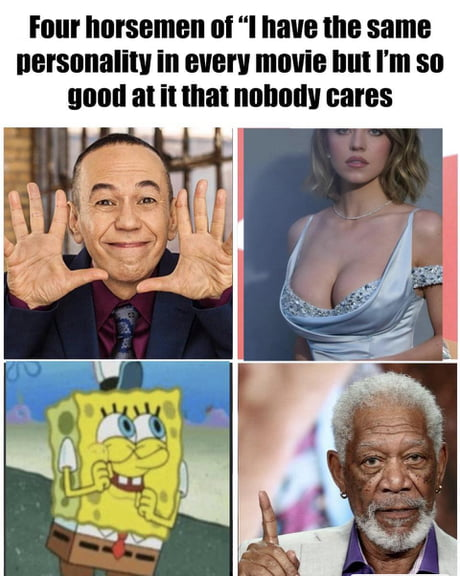 Four horsemen of “I have the same
personality in every movie but I’m so
good at it that nobody cares